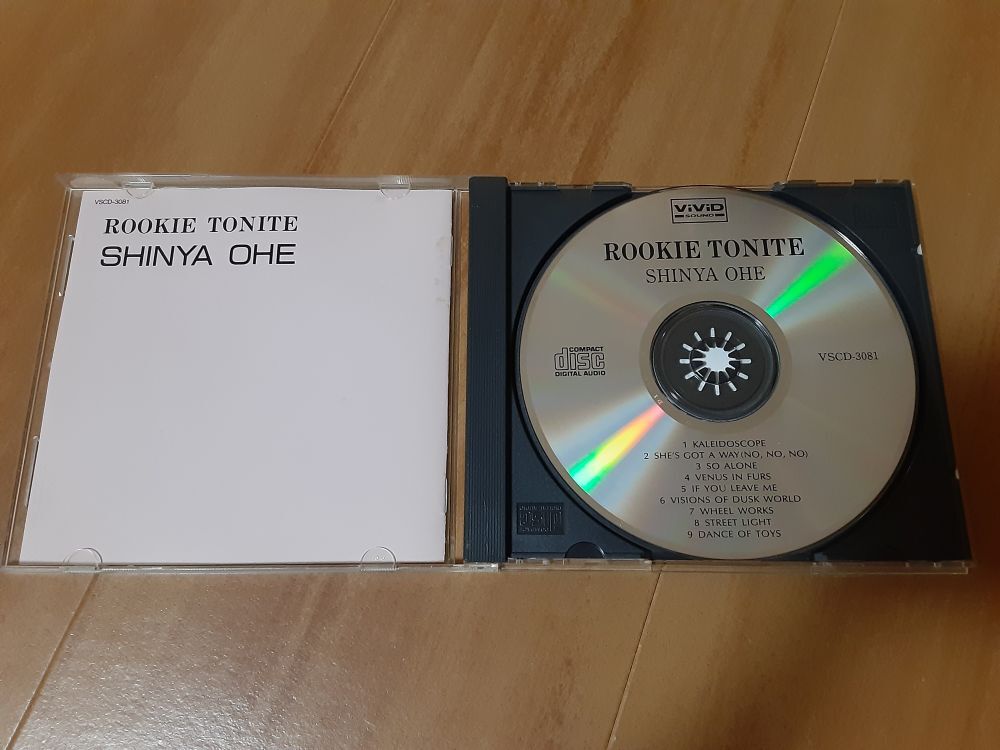 VSCD-3081
ROOKIE TONITE
SHINYA OHE
ViViD
SOUND
ROOKIE TONITE
SHINYA OHE
COMPACT
disc
DIGITAL AUDIO
VSCD-3081
1 KALEIDOSCOPE
2 SHE'S GOT A WAY(NO, NO, NO)
3 SO ALONE
4 VENUS IN FURS
5 IF YOU LEAVE ME
6 VISIONS OF DUSK WORLD
7 WHEEL WORKS
8 STREET LIGHT
9 DANCE OF TOYS